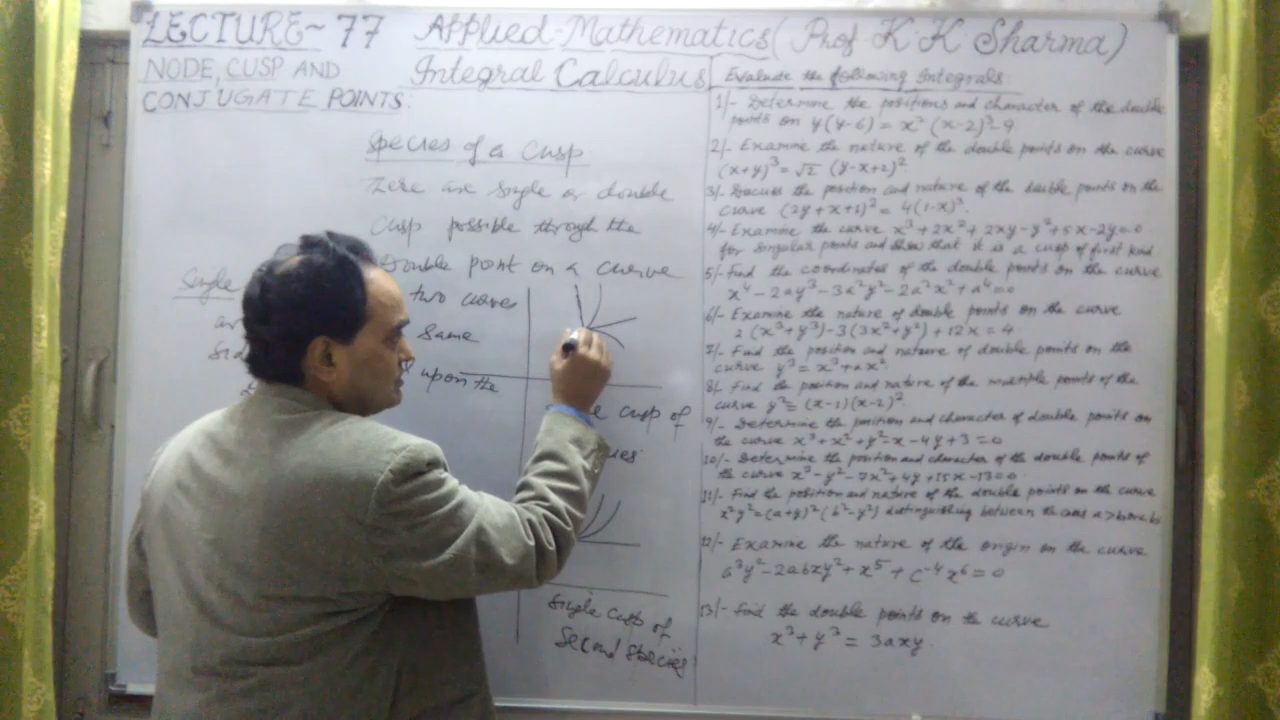 LECTURE~77 Applied-Mathematics (Prof. K. K. Sharma)
NODE, CUSP AND
CONJUGATE POINTS:
Integral Calculus
Species of a Cusp
There are single or double
cusp possible through the
Double point on a curve
Single
two curves
same
upon the
cusp of
Single cusp of
Second Species
Evaluate the following Integrals:
1/- Determine the positions and character of the double
points on y(y-6) = x²(x-2)³-9
2/- Examine the nature of the double points on the curve
(x+y)³ = √2 (y-x+2)²
3/- Discuss the position and nature of the double points on the
curve (2y+x+1)² = 4(1-x)⁵.
4/- Examine the curve x³+2x²+2xy-y²+5x-2y=0
for singular points and show that it is a cusp of first kind.
5/- Find the coordinates of the double points on the curve
x⁴-2ay³-3a²y²-2a²x²+a⁴=0
6/- Examine the nature of double points on the curve
2(x³+y³)-3(3x²+y²)+12x=4
7/- Find the position and nature of double points on the
curve y³ = x³+ax².
8/- Find the position and nature of the multiple points of the
curve y² = (x-1)(x-2)².
9/- Determine the position and character of double points on
the curve x³+x²+y²-x-4y+3=0
10/- Determine the position and character of the double points of
the curve x³-y²-7x²+4y+15x-13=0.
11/- Find the position and nature of the double points on the curve
x²y²=(a+y)²(b²-y²) distinguishing between the cases a>b or a<b
12/- Examine the nature of the origin on the curve
-2abxy²+x⁵+c⁻⁴x⁶=0
13/- Find the double points on the curve
x³+y³ = 3axy.